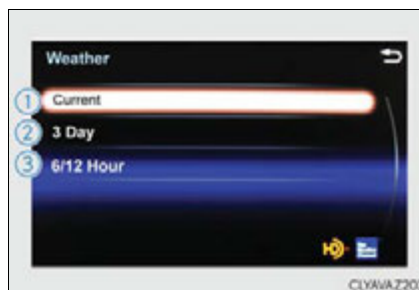 Weather
1 Current
2 3 Day
3 6/12 Hour
CLYAVAZ20